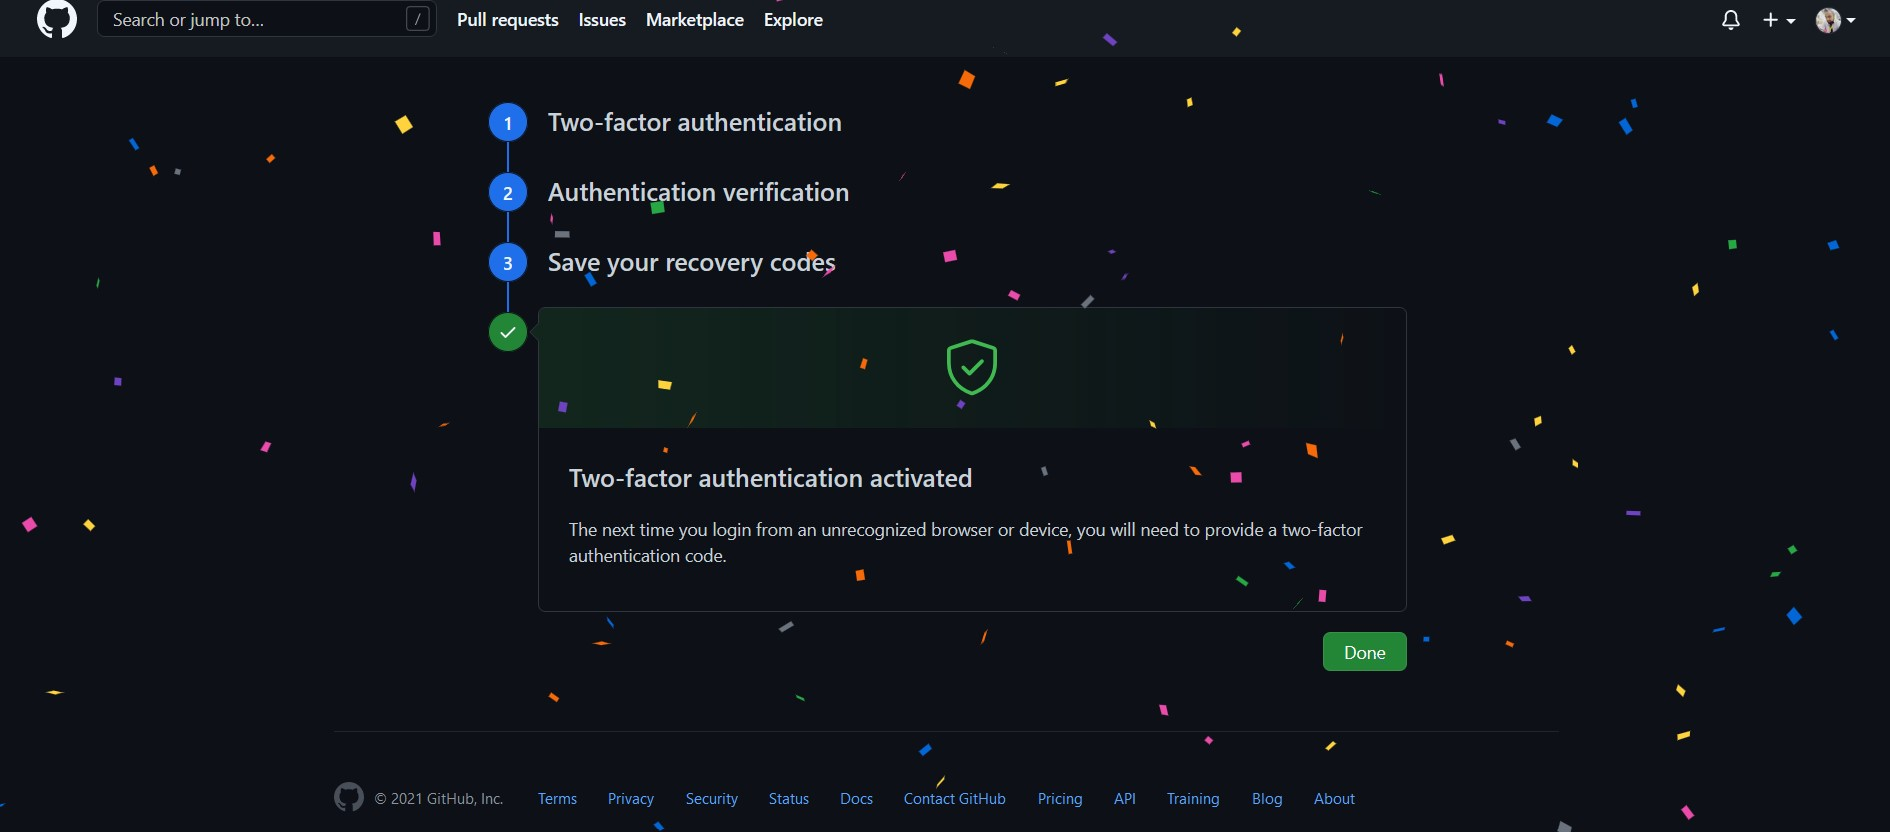 Search or jump to...
/
Pull requests
Issues
Marketplace
Explore
1
Two-factor authentication
2
Authentication verification
3
Save your recovery codes
Two-factor authentication activated
The next time you login from an unrecognized browser or device, you will need to provide a two-factor
authentication code.
Done
© 2021 GitHub, Inc.
Terms
Privacy
Security
Status
Docs
Contact GitHub
Pricing
API
Training
Blog
About